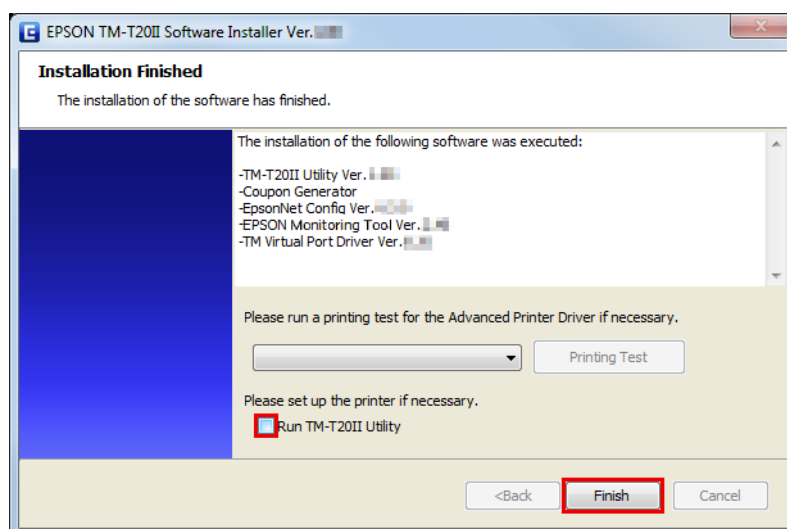 EPSON TM-T20II Software Installer Ver.
Installation Finished
The installation of the software has finished.
The installation of the following software was executed:
-TM-T20II Utility Ver.
-Coupon Generator
-EpsonNet Config Ver.
-EPSON Monitoring Tool Ver.
-TM Virtual Port Driver Ver.
Please run a printing test for the Advanced Printer Driver if necessary.
Printing Test
Please set up the printer if necessary.
Run TM-T20II Utility
<Back Finish Cancel